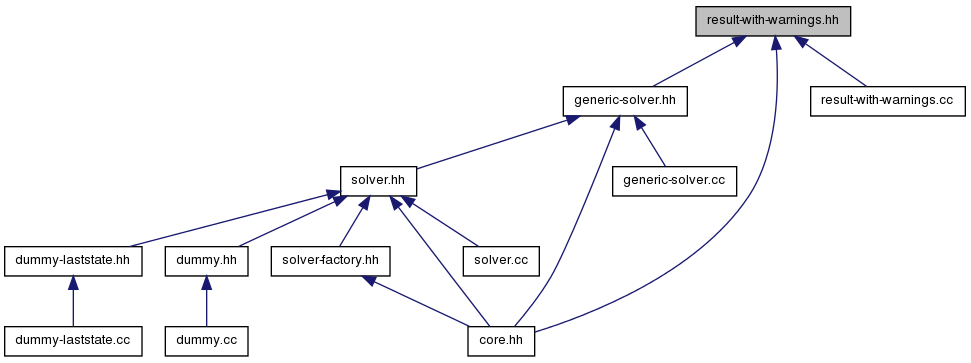 result-with-warnings.hh
generic-solver.hh
result-with-warnings.cc
solver.hh
generic-solver.cc
dummy-laststate.hh
dummy.hh
solver-factory.hh
solver.cc
dummy-laststate.cc
dummy.cc
core.hh